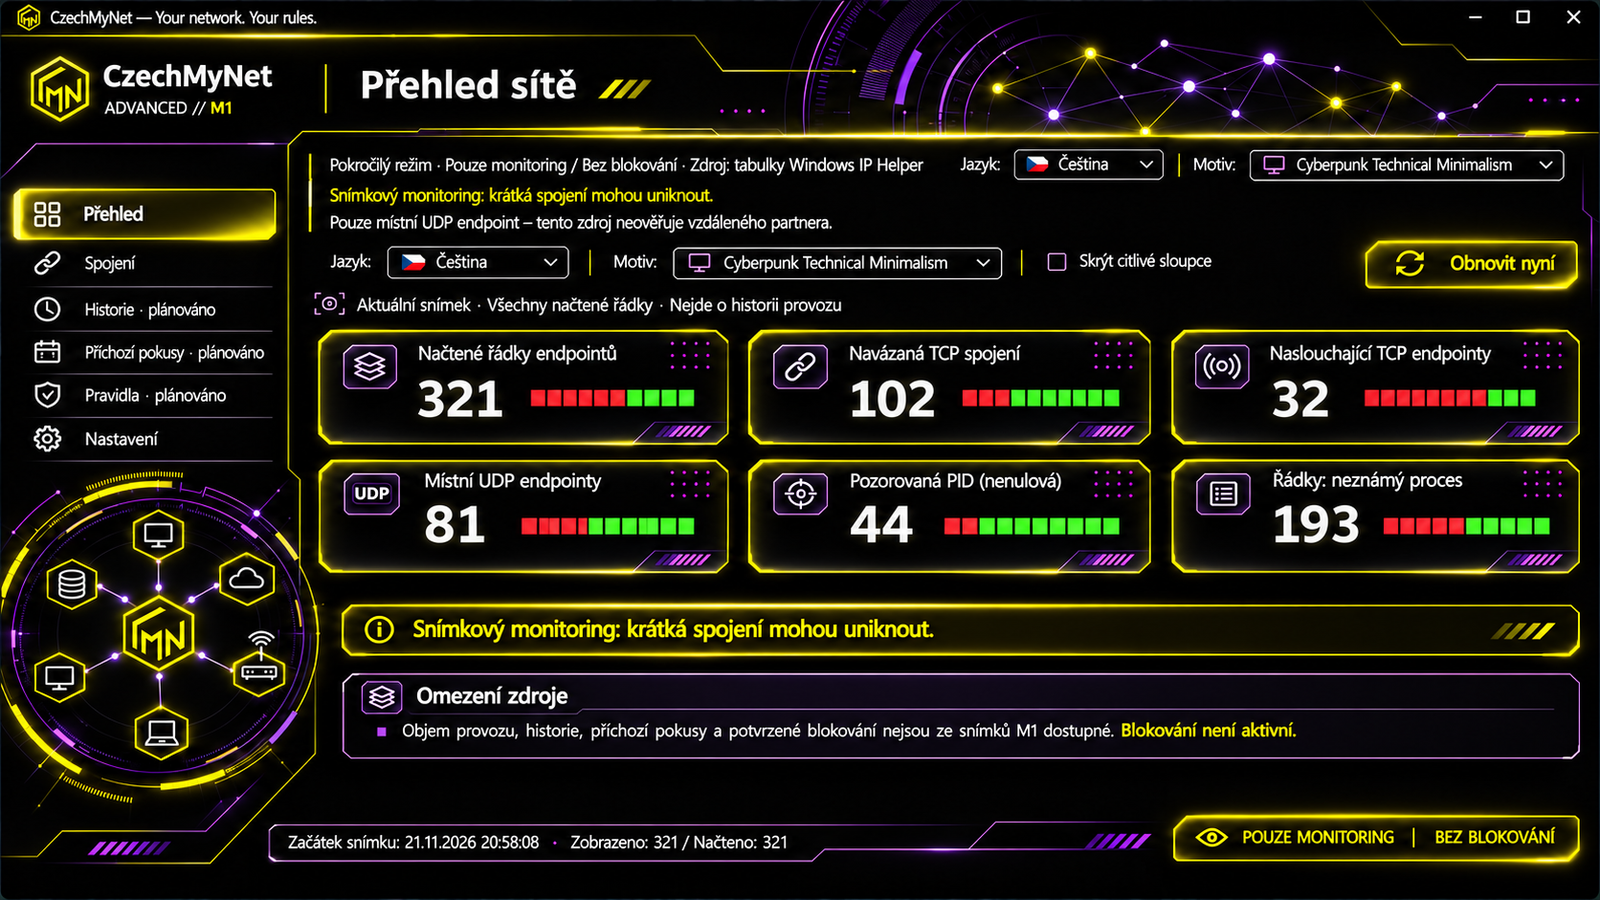 CzechMyNet — Your network. Your rules.
CzechMyNet
ADVANCED // M1
Přehled sítě
Přehled
Spojení
Historie · plánováno
Příchozí pokusy · plánováno
Pravidla · plánováno
Nastavení
MN
Pokročilý režim · Pouze monitoring / Bez blokování · Zdroj: tabulky Windows IP Helper
Jazyk: Čeština
Motiv: Cyberpunk Technical Minimalism
Snímkový monitoring: krátká spojení mohou uniknout.
Pouze místní UDP endpoint – tento zdroj neověřuje vzdáleného partnera.
Jazyk: Čeština
Motiv: Cyberpunk Technical Minimalism
Skrýt citlivé sloupce
Obnovit nyní
Aktuální snímek · Všechny načtené řádky · Nejde o historii provozu
Načtené řádky endpointů
321
Navázaná TCP spojení
102
Naslouchající TCP endpointy
32
UDP
Místní UDP endpointy
81
Pozorovaná PID (nenulová)
44
Řádky: neznámý proces
193
Snímkový monitoring: krátká spojení mohou uniknout.
Omezení zdroje
Objem provozu, historie, příchozí pokusy a potvrzené blokování nejsou ze snímků M1 dostupné. Blokování není aktivní.
Začátek snímku: 21.11.2026 20:58:08 · Zobrazeno: 321 / Načteno: 321
POUZE MONITORING | BEZ BLOKOVÁNÍ